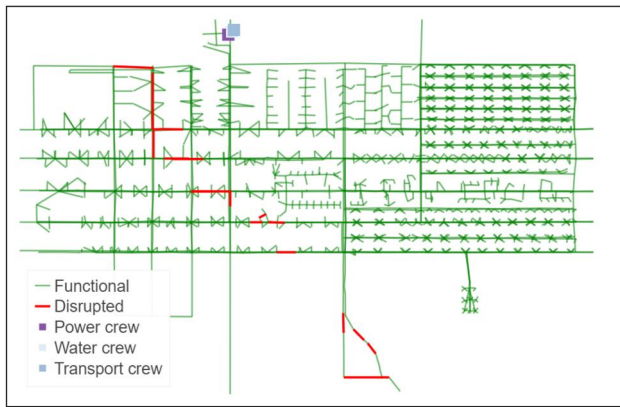 Functional
Disrupted
Power crew
Water crew
Transport crew